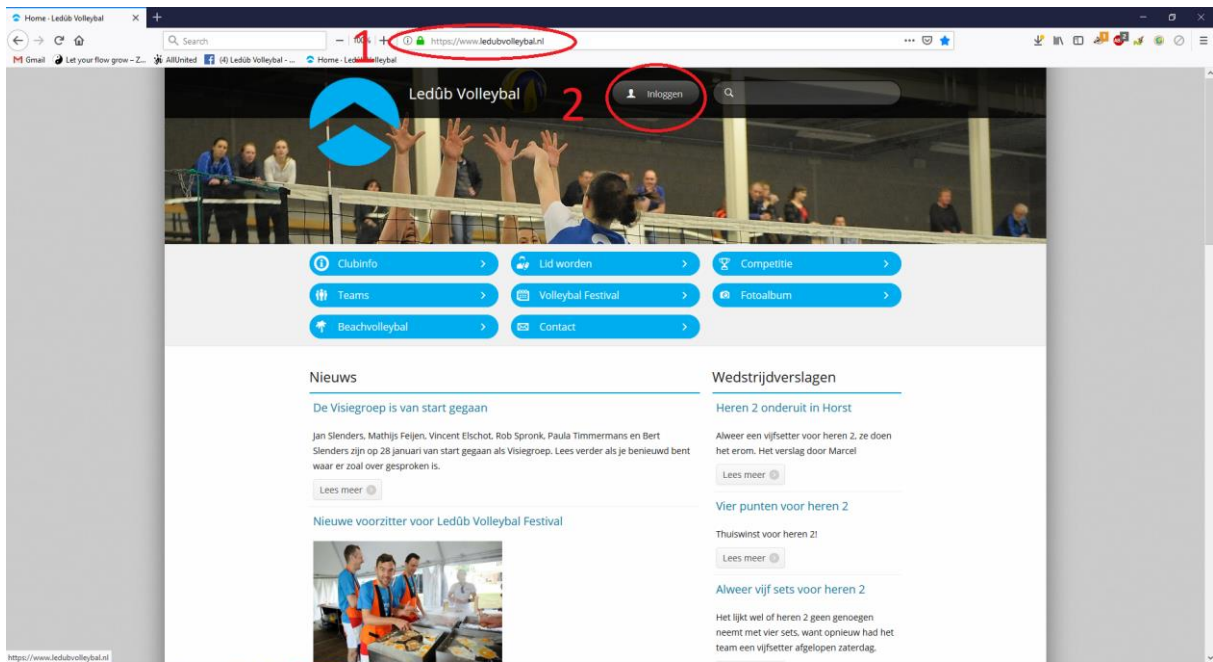 Home - Ledûb Volleybal
Search
100%
https://www.ledubvolleybal.nl
Gmail
Let your flow grow – Z...
AllUnited
(4) Ledûb Volleybal - ...
Home - Ledûb Volleybal
1
Ledûb Volleybal
2
Inloggen
Clubinfo
Lid worden
Competitie
Teams
Volleybal Festival
Fotoalbum
Beachvolleybal
Contact
Nieuws
De Visiegroep is van start gegaan
Jan Slenders, Mathijs Feijen, Vincent Elschot, Rob Spronk, Paula Timmermans en Bert
Slenders zijn op 28 januari van start gegaan als Visiegroep. Lees verder als je benieuwd bent
waar er zoal over gesproken is.
Lees meer
Nieuwe voorzitter voor Ledûb Volleybal Festival
Wedstrijdverslagen
Heren 2 onderuit in Horst
Alweer een vijfsetter voor heren 2, ze doen
het erom. Het verslag door Marcel
Lees meer
Vier punten voor heren 2
Thuiswinst voor heren 2!
Lees meer
Alweer vijf sets voor heren 2
Het lijkt wel of heren 2 geen genoegen
neemt met vier sets, want opnieuw had het
team een vijfsetter afgelopen zaterdag.
https://www.ledubvolleybal.nl